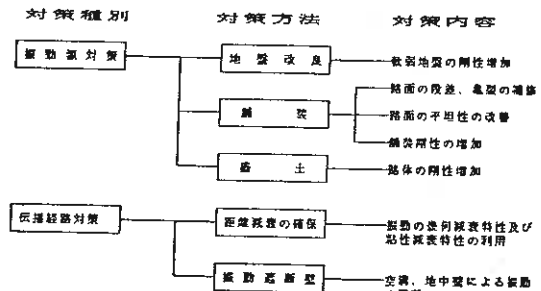 対策種別 対策方法 対策内容
振動源対策 地盤改良 軟弱地盤の剛性増加
路面の段差、亀裂の補修
舗装 路面の平坦性の改善
舗装剛性の増加
盛土 路体の剛性増加
伝播経路対策 距離減衰の確保 振動の幾何減衰特性及び
粘性減衰特性の利用
振動遮断壁 空溝、地中壁による振動